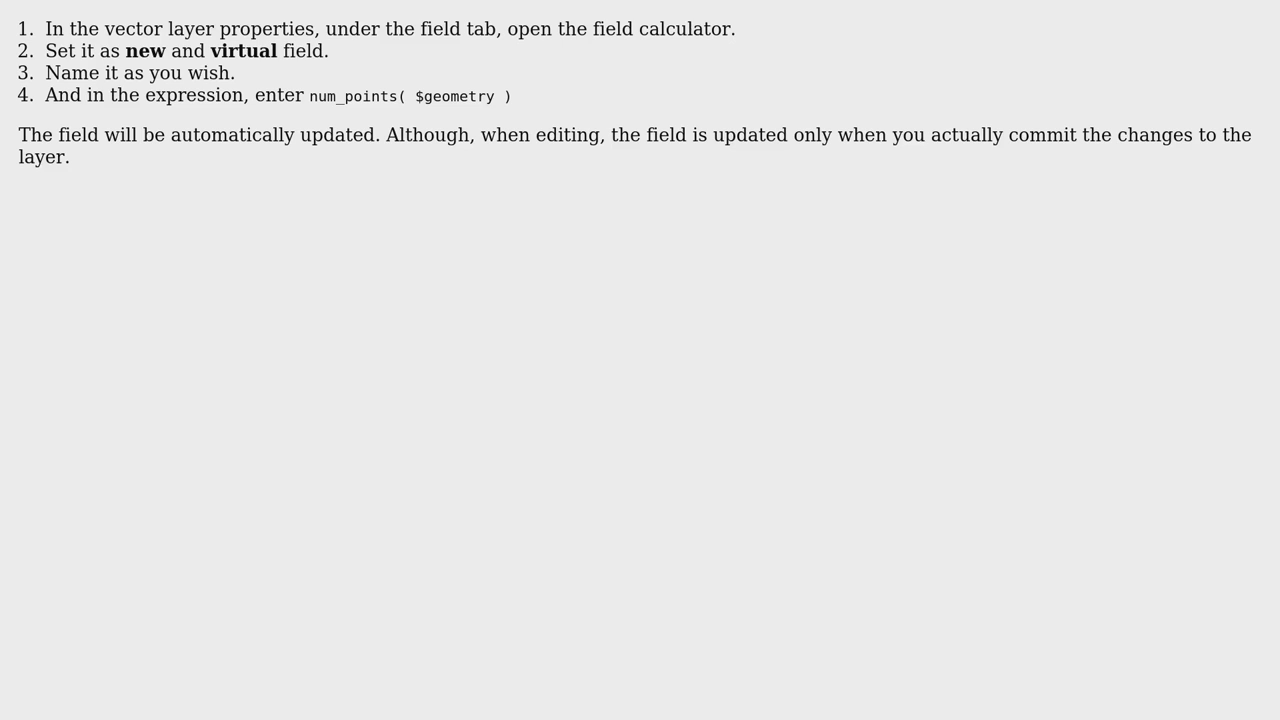 1. In the vector layer properties, under the field tab, open the field calculator.
2. Set it as new and virtual field.
3. Name it as you wish.
4. And in the expression, enter num_points( $geometry )
The field will be automatically updated. Although, when editing, the field is updated only when you actually commit the changes to the
layer.